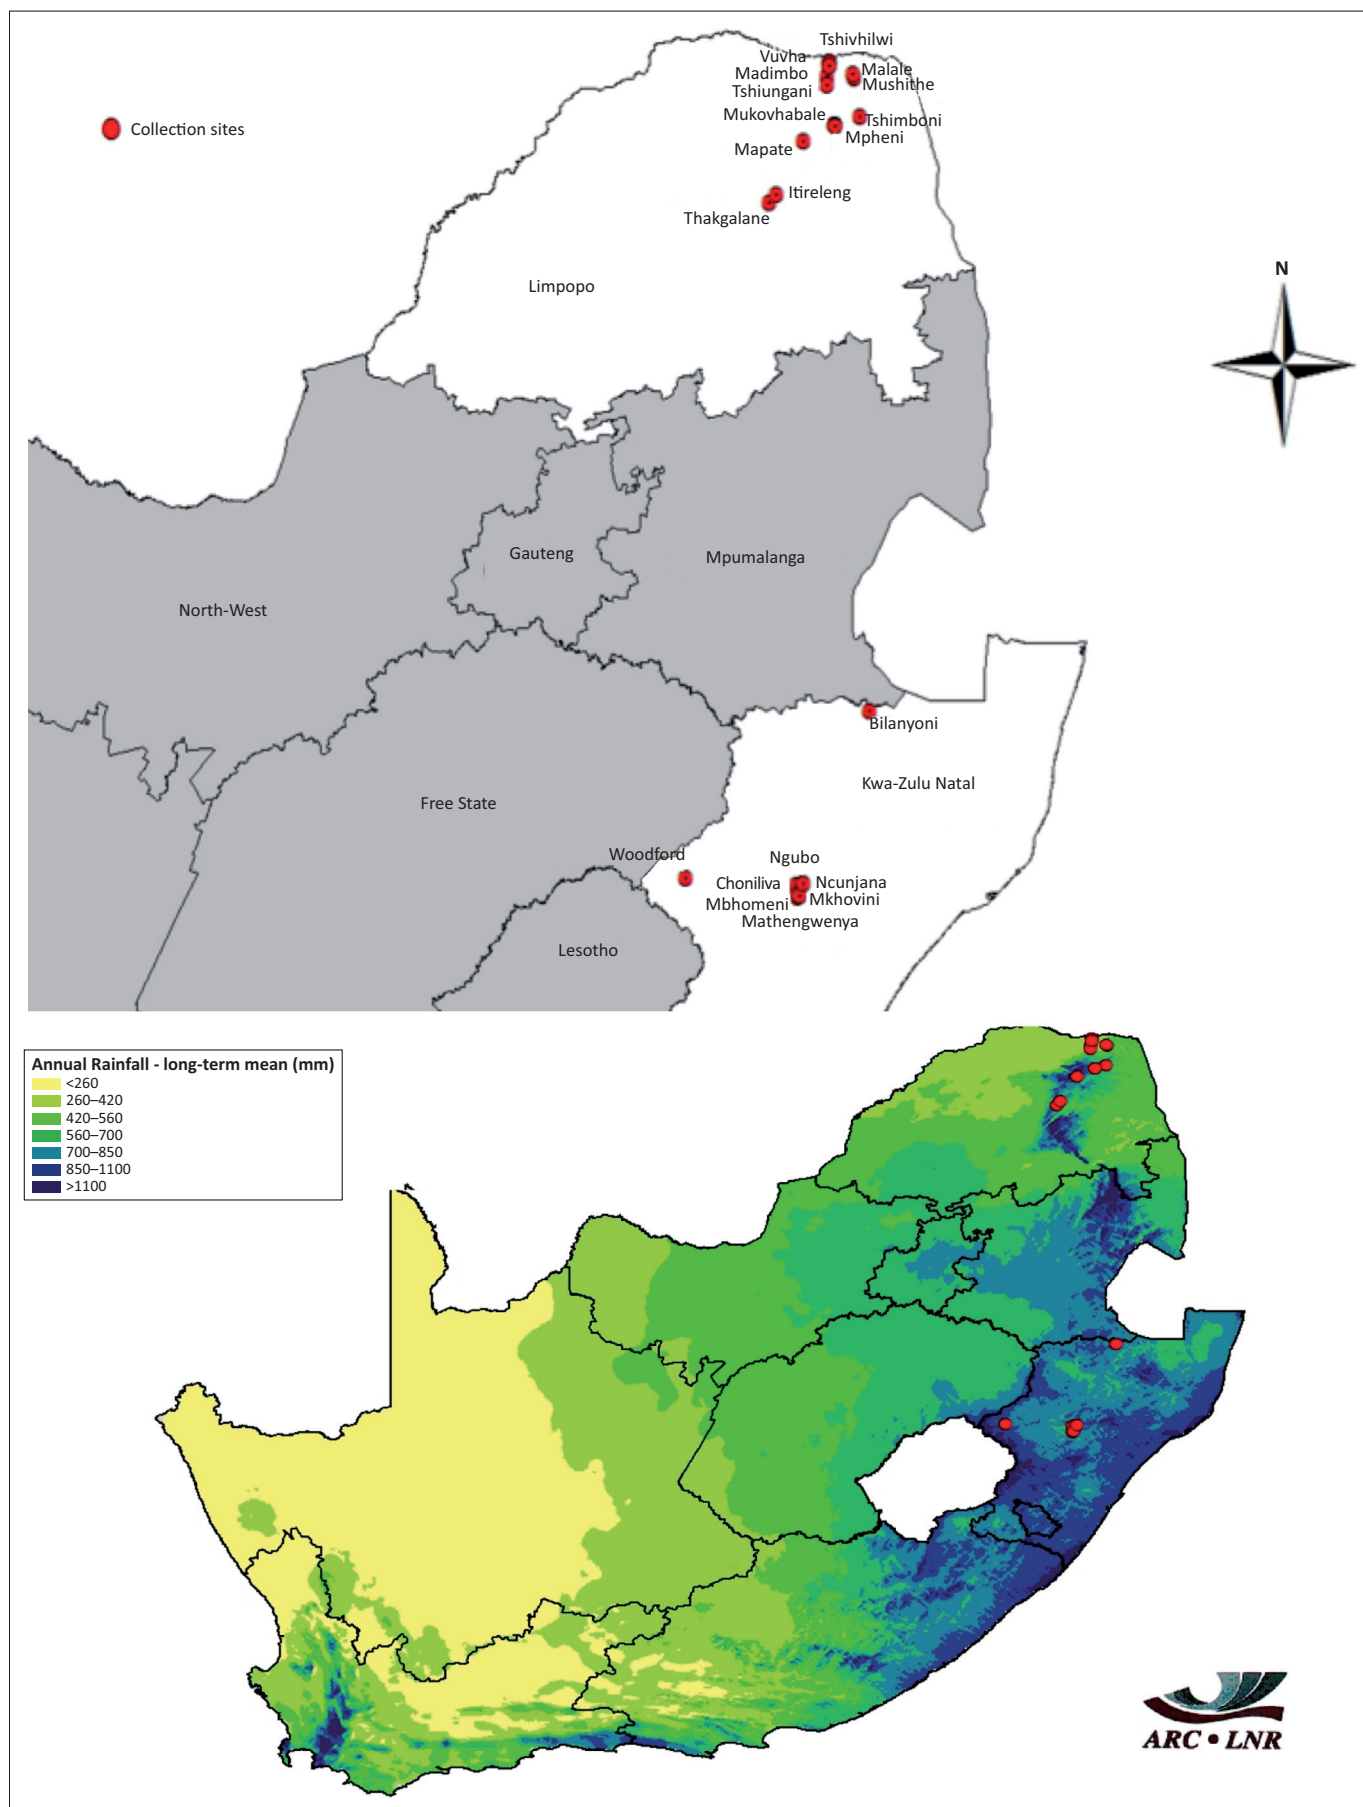 Tshivhilwi
Vuvha
Malale
Madimbo
Mushithe
Tshiungani
Mukovhabale
Tshimboni
Collection sites
Mpheni
Mapate
Itireleng
Thakgalane
Limpopo
N
Gauteng
Mpumalanga
North-West
Bilanyoni
Kwa-Zulu Natal
Free State
Woodford
Ngubo
Choniliva
Ncunjana
Mbhomeni
Mkhovini
Mathengwenya
Lesotho
Annual Rainfall - long-term mean (mm)
<260
260–420
420–560
560–700
700–850
850–1100
>1100
ARC • LNR